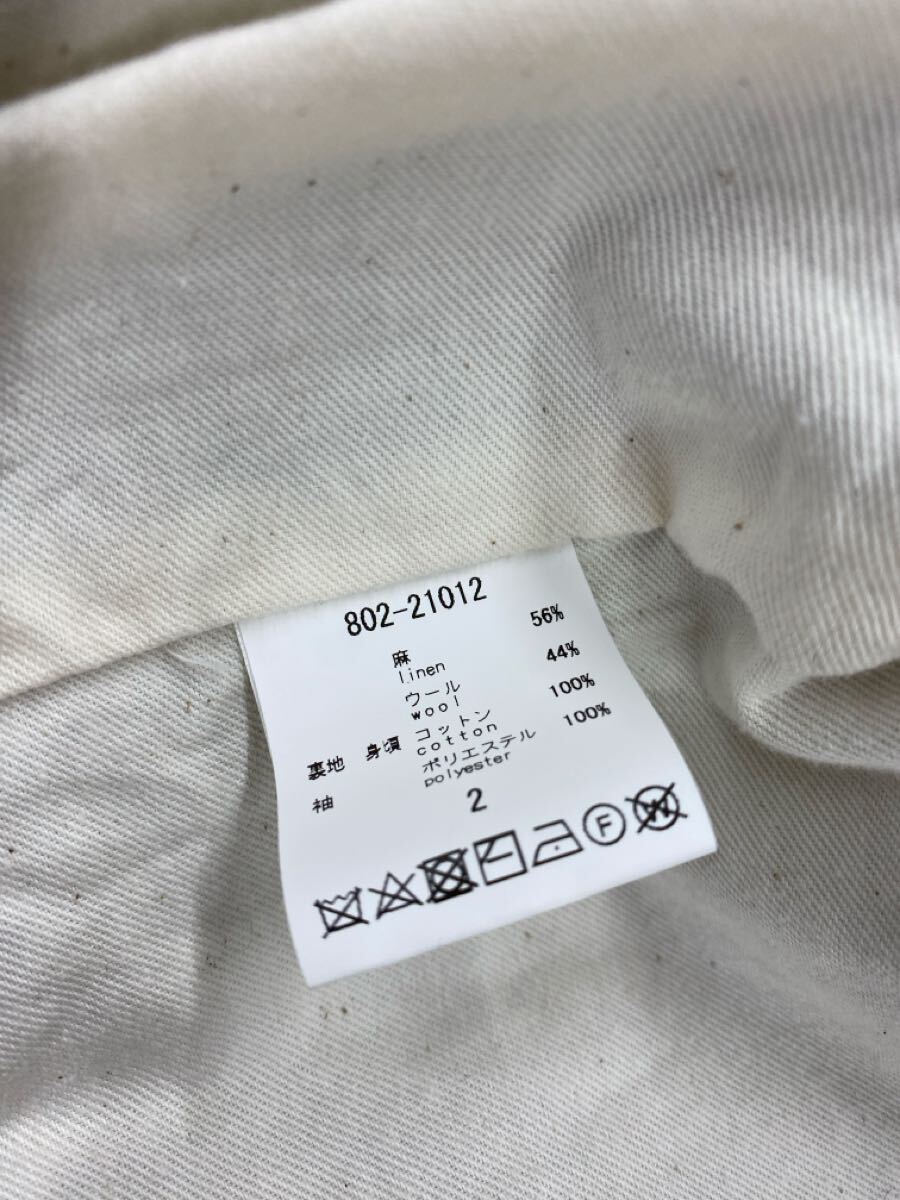 802-21012
麻 56%
linen
ウール 44%
wool
裏地 身頃 コットン 100%
cotton
袖 ポリエステル 100%
polyester
2
F W